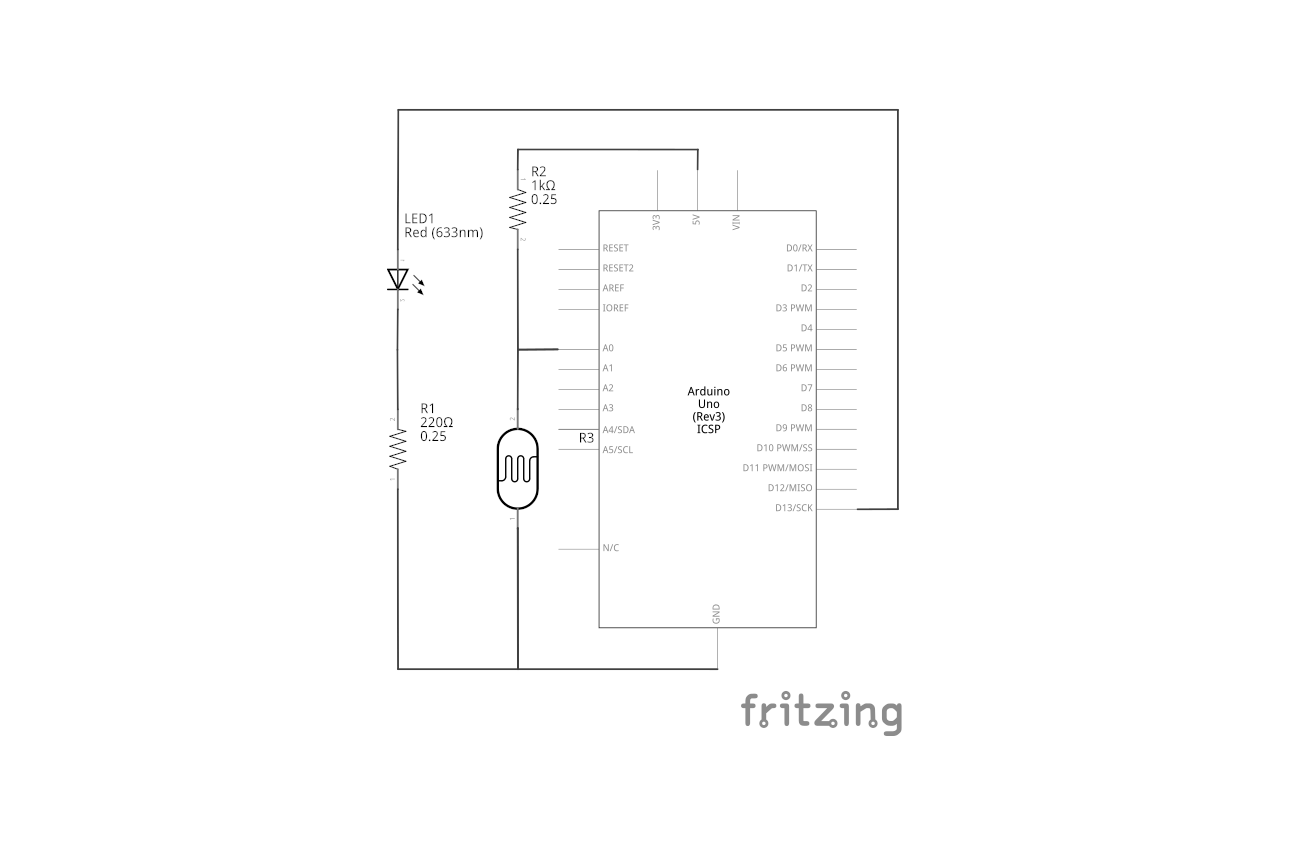 R2
1kΩ
0.25
LED1
Red (633nm)
3V3
5V
VIN
RESET
RESET2
AREF
IOREF
A0
A1
A2
A3
A4/SDA
A5/SCL
N/C
D0/RX
D1/TX
D2
D3 PWM
D4
D5 PWM
D6 PWM
D7
D8
D9 PWM
D10 PWM/SS
D11 PWM/MOSI
D12/MISO
D13/SCK
Arduino
Uno
(Rev3)
ICSP
R1
220Ω
0.25
R3
GND
fritzing